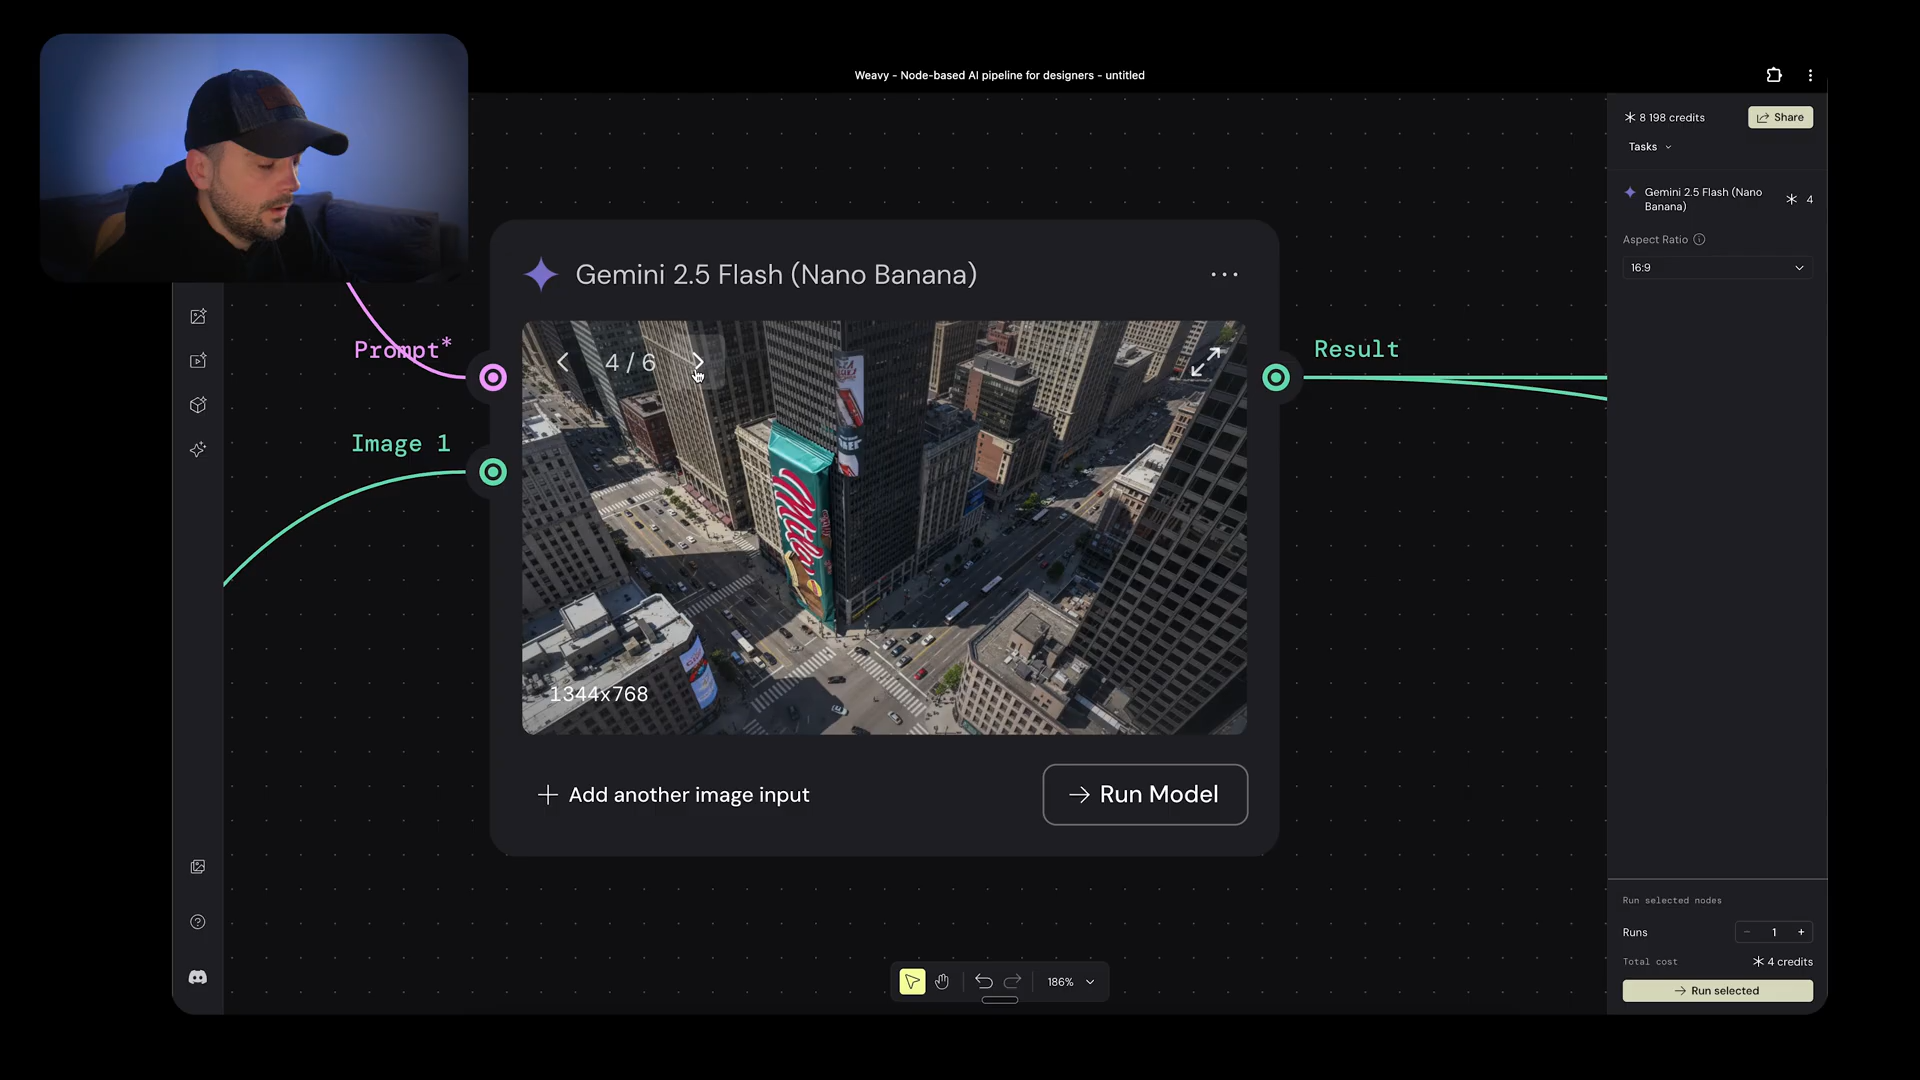 Weavy - Node-based AI pipeline for designers - untitled
8 198 credits
Share
Tasks
Gemini 2.5 Flash (Nano
Banana)
4
Aspect Ratio
16:9
Gemini 2.5 Flash (Nano Banana)
Prompt*
Image 1
4 / 6
Result
1344x768
Add another image input
Run Model
Run selected nodes
Runs
1
Total cost
4 credits
Run selected
186%